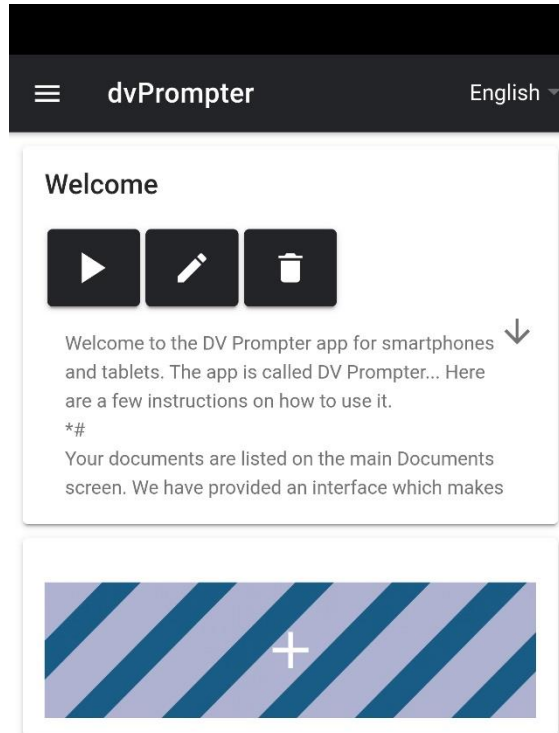 dvPrompter
English
Welcome
Welcome to the DV Prompter app for smartphones
and tablets. The app is called DV Prompter... Here
are a few instructions on how to use it.
*#
Your documents are listed on the main Documents
screen. We have provided an interface which makes